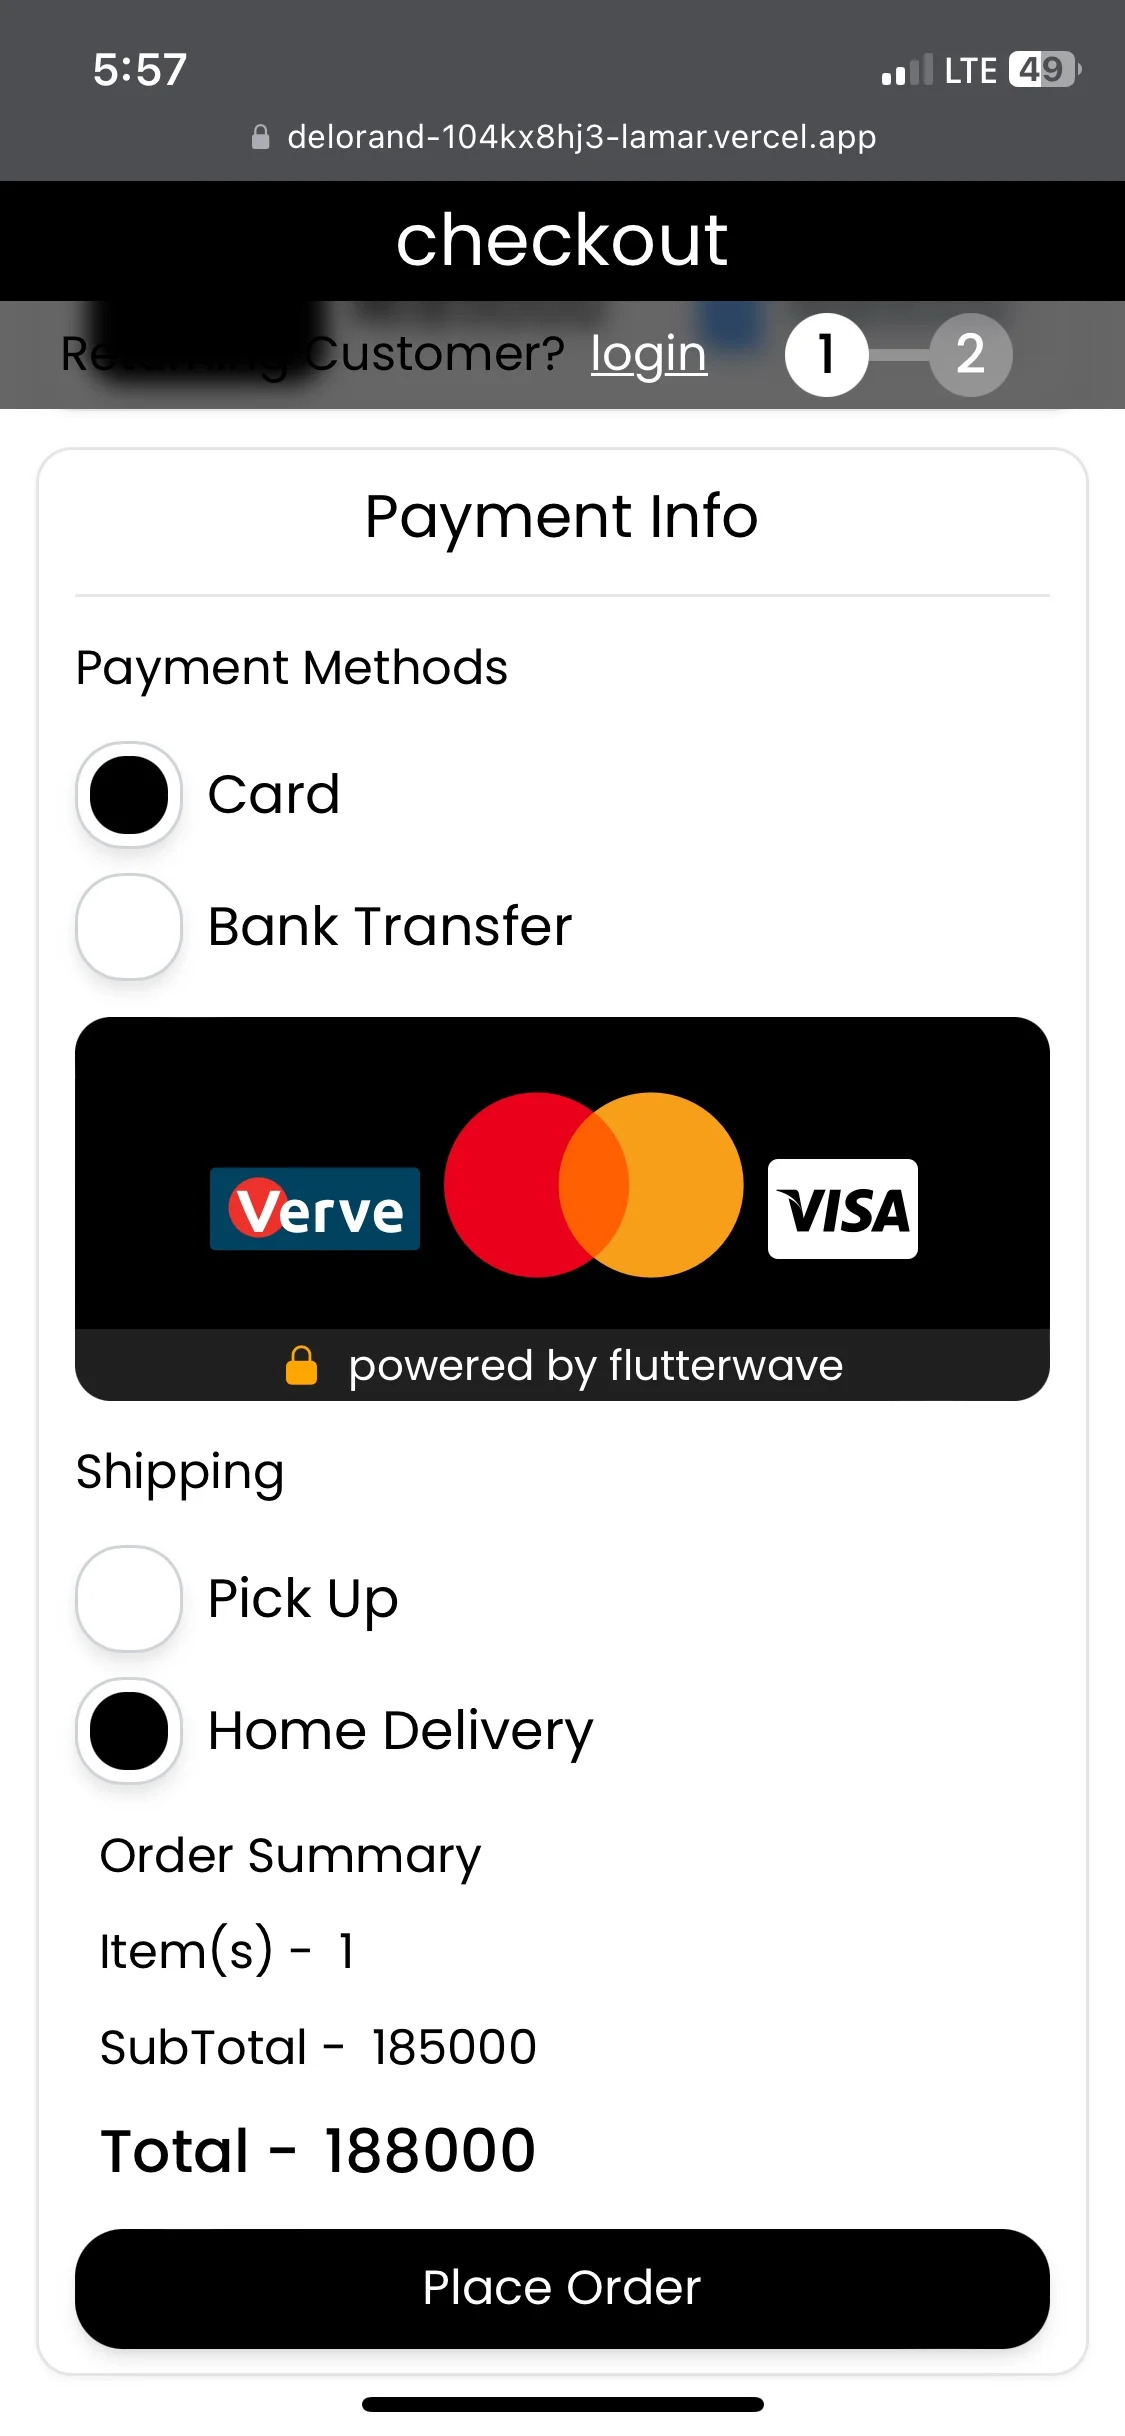 5:57
LTE 49
delorand-104kx8hj3-lamar.vercel.app
checkout
Returning Customer? login 1 2
Payment Info
Payment Methods
Card
Bank Transfer
Verve VISA
powered by flutterwave
Shipping
Pick Up
Home Delivery
Order Summary
Item(s) - 1
SubTotal - 185000
Total - 188000
Place Order